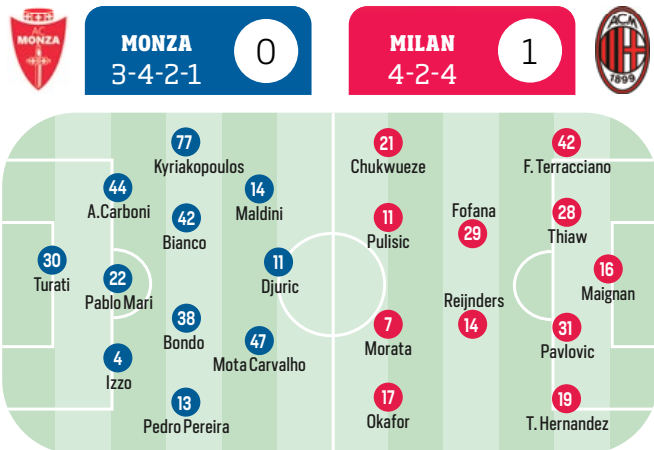 AC
MONZA
MONZA
3-4-2-1
0
MILAN
4-2-4
1
ACM
1899
77
Kyriakopoulos
44
A.Carboni
14
Maldini
42
Bianco
30
Turati
22
Pablo Mari
11
Djuric
38
Bondo
47
Mota Carvalho
4
Izzo
13
Pedro Pereira
21
Chukwueze
42
F. Terracciano
11
Pulisic
Fofana
29
28
Thiaw
16
Maignan
Reijnders
14
7
Morata
31
Pavlovic
17
Okafor
19
T. Hernandez